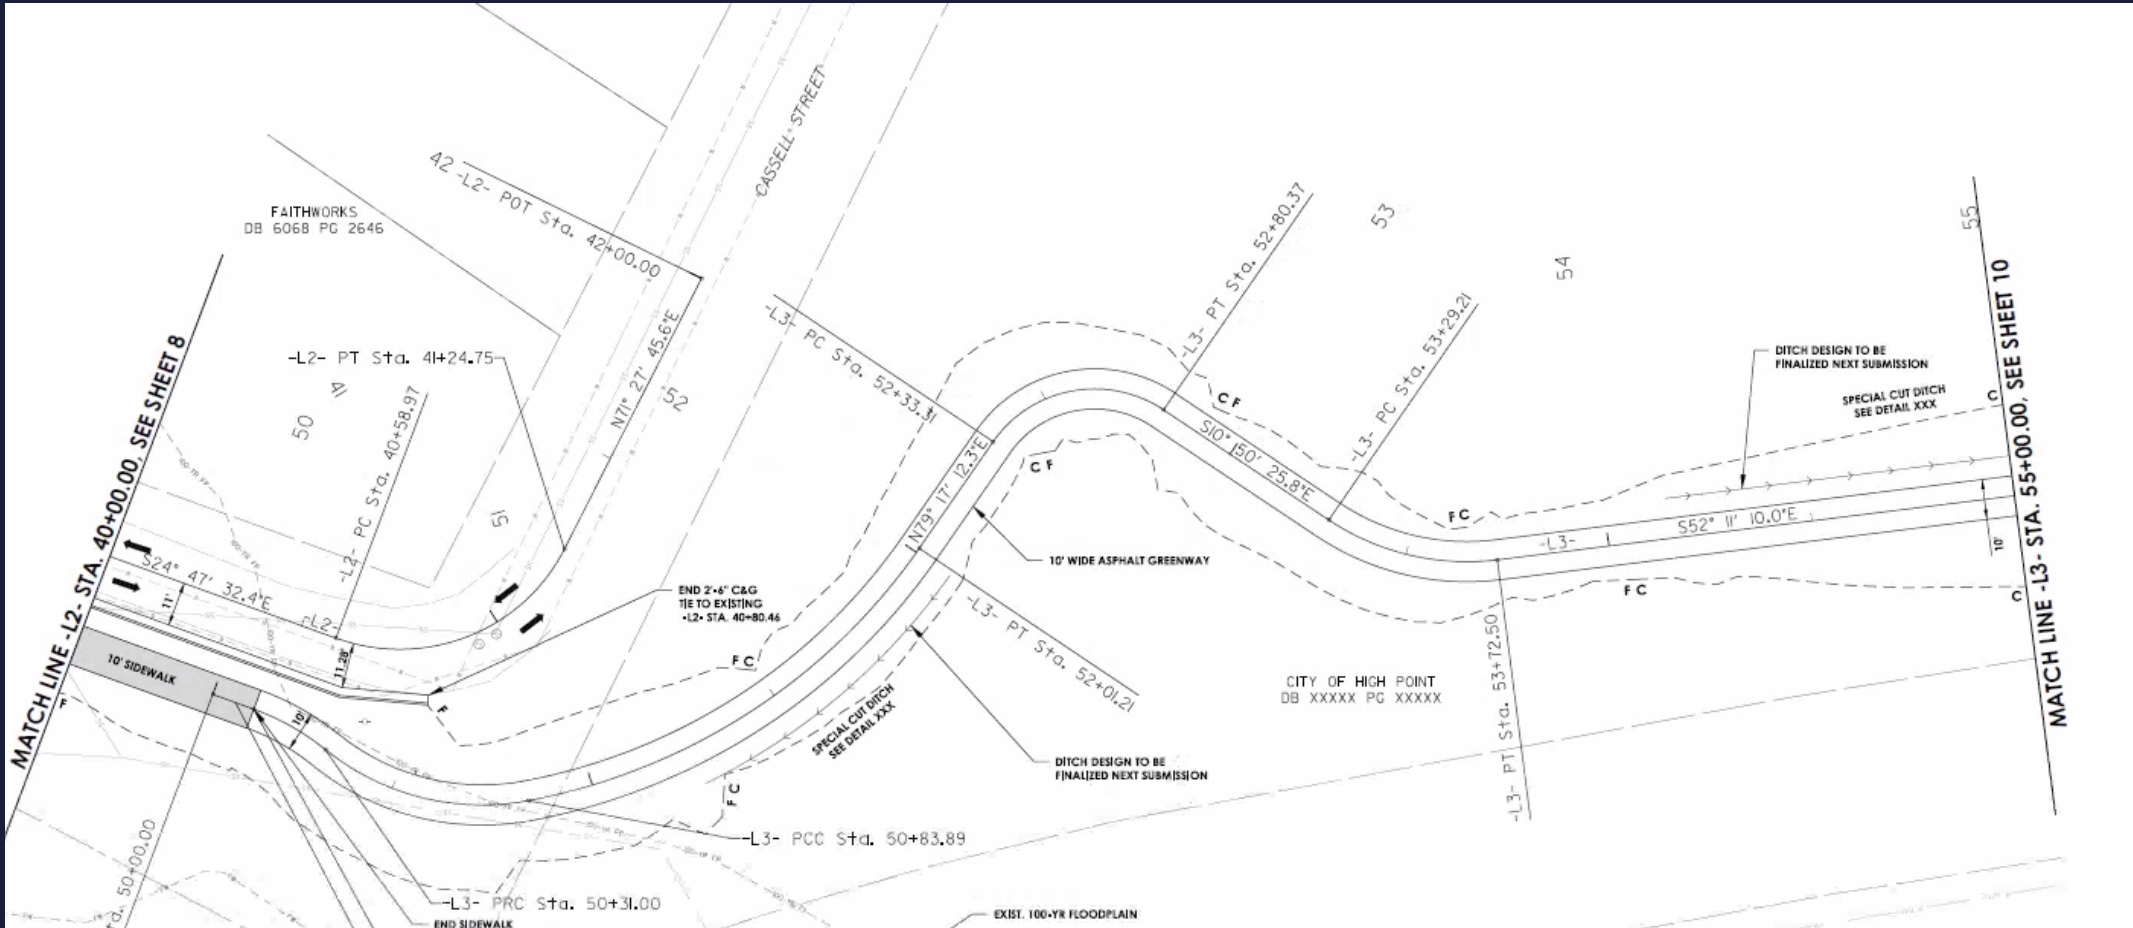 CASSELL STREET
42
-L2- POT Sta. 42+00.00
FAITHWORKS
DB 6068 PG 2646
MATCH LINE -L2- STA. 40+00.00, SEE SHEET 8
-L2- PT Sta. 41+24.75
41
50
-L2- PC Sta. 40+58.97
N71° 27' 45.6"E
52
51
-L3- PC Sta. 52+33.31
-L3- PT Sta. 52+80.37
53
-L3- PC Sta. 53+29.21
54
55
MATCH LINE -L3- STA. 55+00.00, SEE SHEET 10
DITCH DESIGN TO BE
FINALIZED NEXT SUBMISSION
SPECIAL CUT DITCH
SEE DETAIL XXX
C
C F
S10° 50' 25.8"E
C F
N79° 17' 12.3"E
F C
S52° 11' 10.0"E
-L3-
10'
10' WIDE ASPHALT GREENWAY
F C
C
S24° 47' 32.4"E
11'
-L2-
11.28'
END 2'-6" C&G
TIE TO EXISTING
-L2- STA. 40+80.46
10' SIDEWALK
F
F
F C
10'
-L3- PT Sta. 52+01.21
SPECIAL CUT DITCH
SEE DETAIL XXX
CITY OF HIGH POINT
DB XXXXX PG XXXXX
-L3- PT Sta. 53+72.50
DITCH DESIGN TO BE
FINALIZED NEXT SUBMISSION
F C
-L3- PCC Sta. 50+83.89
50+00.00
-L3- PRC Sta. 50+31.00
END SIDEWALK
EXIST. 100-YR FLOODPLAIN